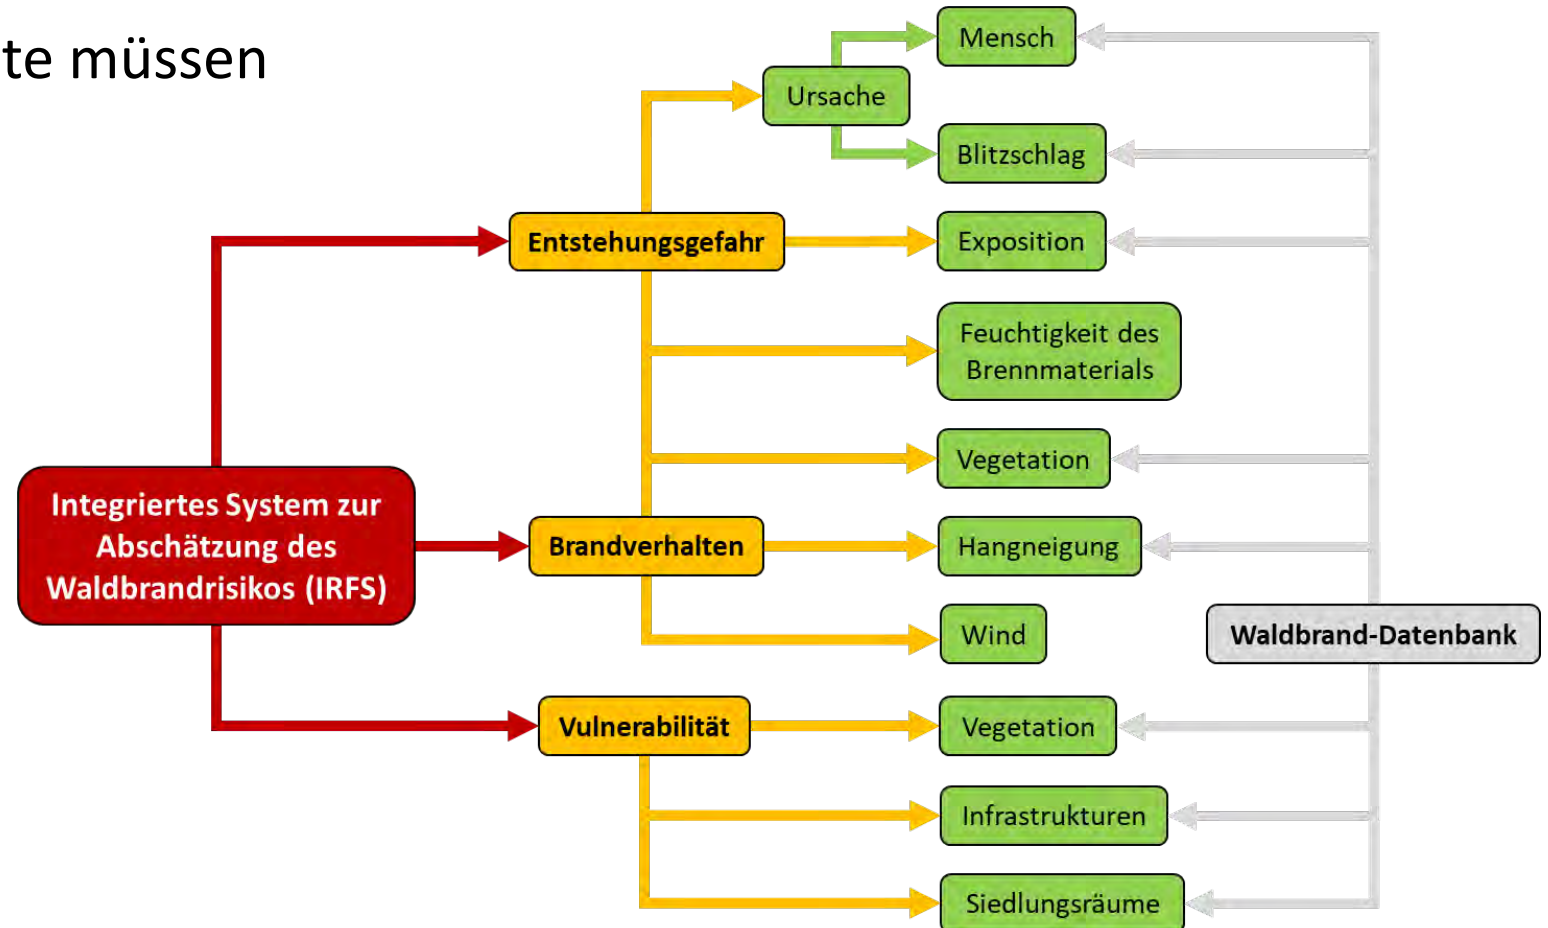 te müssen
Mensch
Ursache
Blitzschlag
Entstehungsgefahr
Exposition
Feuchtigkeit des
Brennmaterials
Vegetation
Integriertes System zur
Abschätzung des
Waldbrandrisikos (IRFS)
Brandverhalten
Hangneigung
Wind
Waldbrand-Datenbank
Vulnerabilität
Vegetation
Infrastrukturen
Siedlungsräume